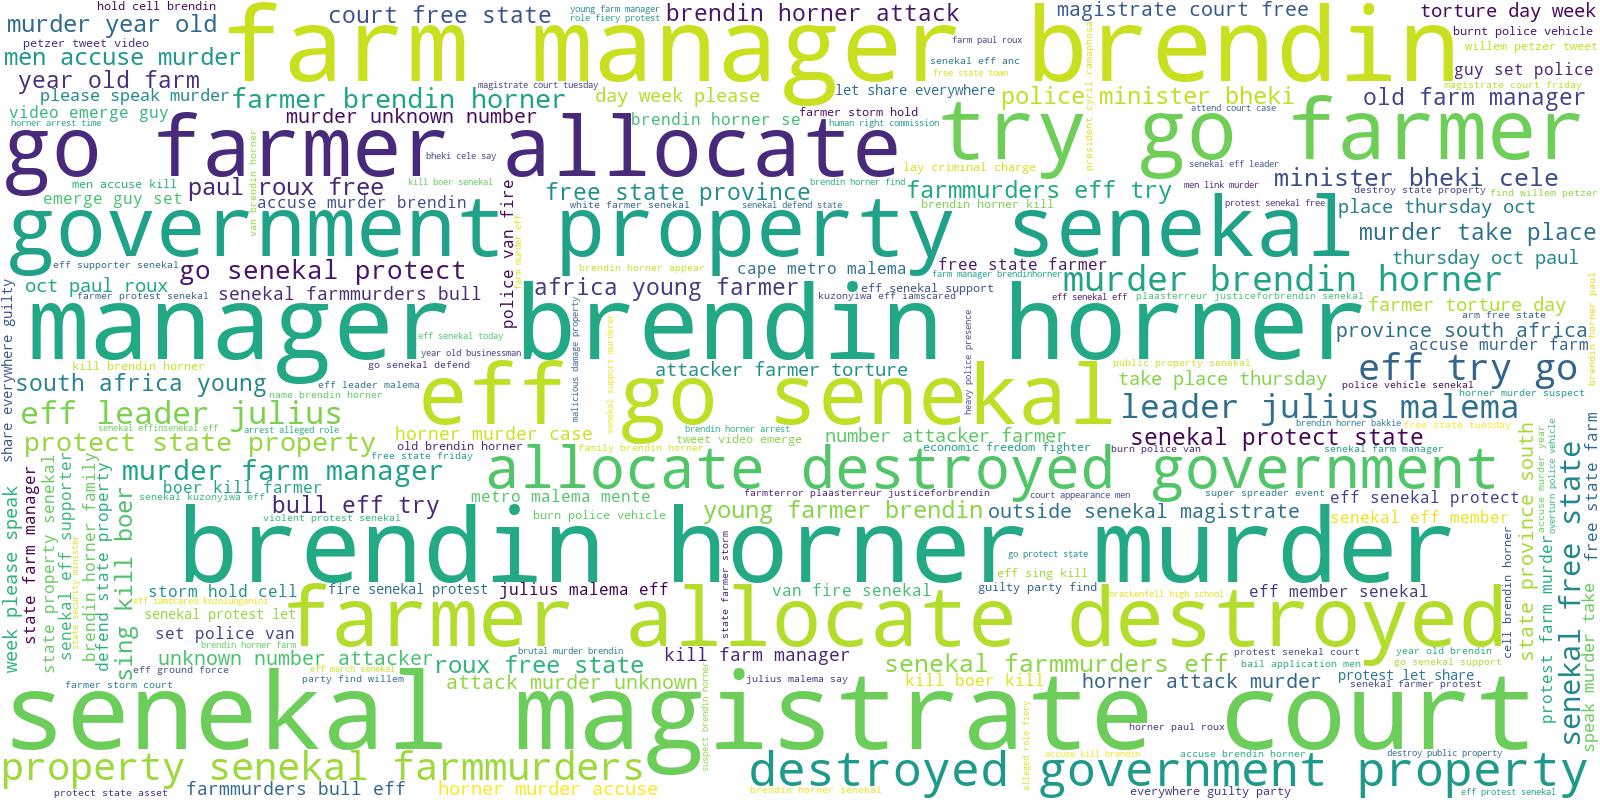 hold cell brendin
young farm manager
role fiery protest
murder year old
court free state
brendin horner attack
magistrate court free
torture day week
farm manager brendin
petzer tweet video
men accuse murder
farm paul roux
burnt police vehicle
willem petzer tweet
senekal eff anc
free state town
guy set police
year old farm
magistrate court tuesday
president cyril ramaphosa
magistrate court friday
please speak murder
farmer brendin horner
day week please
let share everywhere
police minister bheki
old farm manager
video emerge guy
murder unknown number
brendin horner se
farmer storm hold
human right commission
attend court case
horner arrest time
go farmer allocate
try go farmer
van brendin horner
bheki cele say
lay criminal charge
senekal eff leader
minister bheki cele
men accuse kill
paul roux free
kill boer senekal
free state province
brendin horner find
farmmurders eff try
men link murder
destroy state property
find willem petzer
emerge guy set
accuse murder brendin
white farmer senekal
senekal defend state
brendin horner kill
protest senekal free
place thursday oct
government property senekal
police van fire
farm murder eff
murder take place
thursday oct paul
eff supporter senekal
go senekal protect
brendin horner appear
cape metro malema
free state farmer
farm manager brendinhorner
murder brendin horner
oct paul roux
farmer protest senekal
senekal farmmurders bull
africa young farmer
eff senekal support
kuzonyiwa eff iamscared
eff senekal eff
plaasterreur justiceforbrendin senekal
farmer torture day
brendin horner paul
share everywhere guilty
manager brendin horner
malicious damage property
senekal support murderer
heavy police presence
arm free state
province south africa
accuse murder farm
eff senekal today
year old businessman
go senekal defend
kill brendin horner
attacker farmer torture
public property senekal
eff try go
south africa young
eff leader malema
name brendin horner
eff go senekal
take place thursday
police vehicle senekal
horner murder suspect
eff leader julius
leader julius malema
senekal effinsenekal eff
arrest alleged role
horner murder case
brendin horner arrest
tweet video emerge
number attacker farmer
brendin horner bakkie
free state tuesday
protect state property
old brendin horner
family brendin horner
economic freedom fighter
senekal protect state
burn police van
senekal farm manager
free state friday
murder farm manager
allocate destroyed government
boer kill farmer
senekal kuzonyiwa eff
metro malema mente
farmterror plaasterreur justiceforbrendin
court appearance men
super spreader event
eff senekal protect
bull eff try
violent protest senekal
burn police vehicle
young farmer brendin
outside senekal magistrate
senekal eff member
week please speak
state farm manager
state property senekal
senekal eff supporter
state security minister
brendin horner family
defend state property
sing kill boer
brendin horner murder
state farmer storm
go protect state
eff sing kill
cell brendin horner
state province south
accuse murder year
overturn police vehicle
protest farm murder
senekal free state
speak murder take
free state farm
storm hold cell
fire senekal protest
julius malema eff
van fire senekal
guilty party find
brackenfell high school
eff member senekal
eff iamscared kuzolunganini
senekal protest let
farmer allocate destroyed
set police van
brendin horner farm
unknown number attacker
brutal murder brendin
roux free state
kill farm manager
senekal farmmurders eff
protest senekal court
year old brendin
bail application men
go senekal support
eff ground force
eff march senekal
party find willem
farmer storm court
attack murder unknown
suspect brendin horner
julius malema say
kill boer kill
horner attack murder
protest let share
senekal farmer protest
senekal magistrate court
alleged role fiery
horner paul roux
property senekal farmmurders
accuse kill brendin
accuse brendin horner
destroy public property
destroyed government property
protect state asset
farmmurders bull eff
horner murder accuse
brendin horner senekal
everywhere guilty party
eff protest senekal